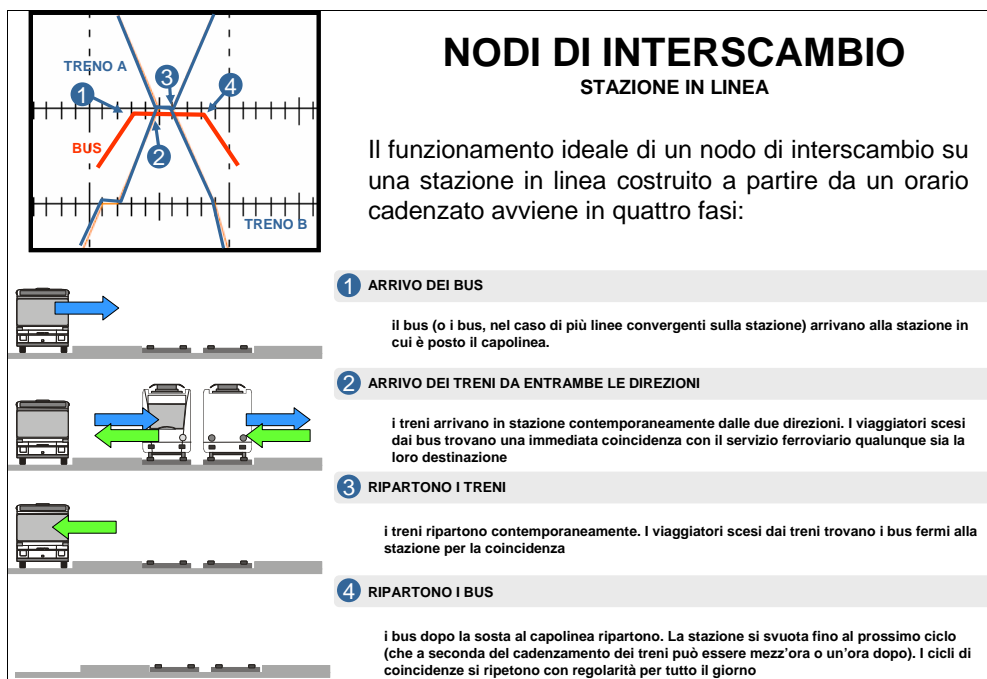 NODI DI INTERSCAMBIO
STAZIONE IN LINEA
TRENO A
1
3
4
BUS
2
TRENO B
Il funzionamento ideale di un nodo di interscambio su
una stazione in linea costruito a partire da un orario
cadenzato avviene in quattro fasi:
1 ARRIVO DEI BUS
il bus (o i bus, nel caso di più linee convergenti sulla stazione) arrivano alla stazione in
cui è posto il capolinea.
2 ARRIVO DEI TRENI DA ENTRAMBE LE DIREZIONI
i treni arrivano in stazione contemporaneamente dalle due direzioni. I viaggiatori scesi
dai bus trovano una immediata coincidenza con il servizio ferroviario qualunque sia la
loro destinazione
3 RIPARTONO I TRENI
i treni ripartono contemporaneamente. I viaggiatori scesi dai treni trovano i bus fermi alla
stazione per la coincidenza
4 RIPARTONO I BUS
i bus dopo la sosta al capolinea ripartono. La stazione si svuota fino al prossimo ciclo
(che a seconda del cadenzamento dei treni può essere mezz'ora o un'ora dopo). I cicli di
coincidenze si ripetono con regolarità per tutto il giorno